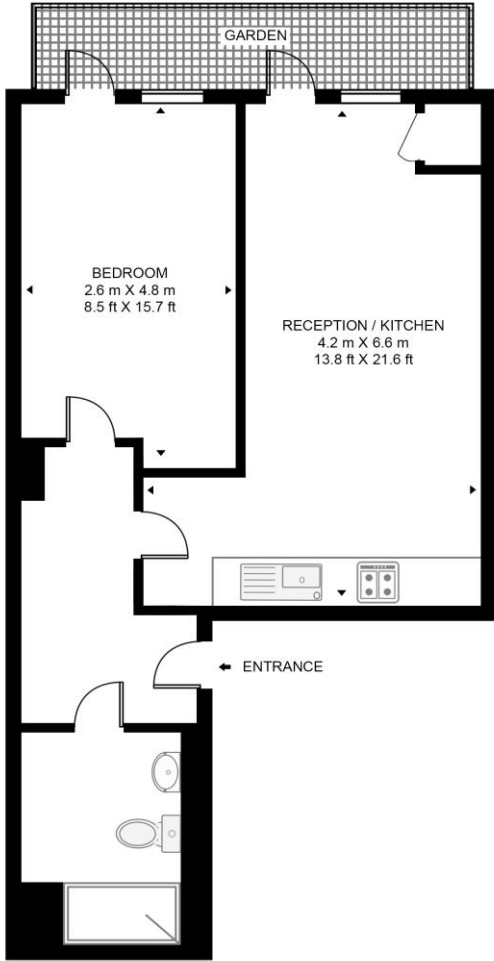 GARDEN
BEDROOM
2.6 m X 4.8 m
8.5 ft X 15.7 ft
RECEPTION / KITCHEN
4.2 m X 6.6 m
13.8 ft X 21.6 ft
ENTRANCE